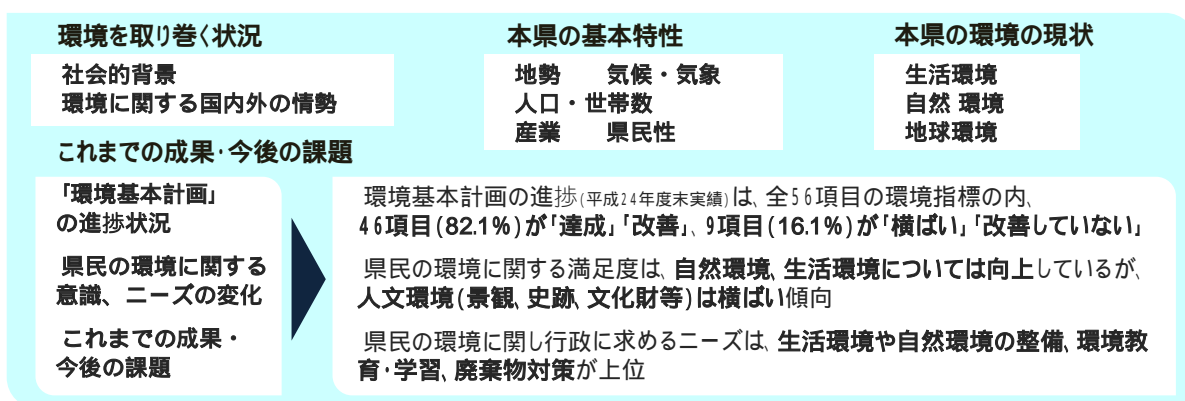 環境を取り巻く状況
社会的背景
環境に関する国内外の情勢
本県の基本特性
地勢　気候・気象
人口・世帯数
産業　県民性
本県の環境の現状
生活環境
自然 環境
地球環境
これまでの成果・今後の課題
「環境基本計画」
の進捗状況
県民の環境に関する
意識、ニーズの変化
これまでの成果・
今後の課題
環境基本計画の進捗(平成24年度末実績)は、全56項目の環境指標の内、
46項目(82.1%)が「達成」「改善」、9項目(16.1%)が「横ばい」「改善していない」
県民の環境に関する満足度は、自然環境、生活環境については向上しているが、
人文環境(景観、史跡、文化財等)は横ばい傾向
県民の環境に関し行政に求めるニーズは、生活環境や自然環境の整備、環境教
育・学習、廃棄物対策が上位